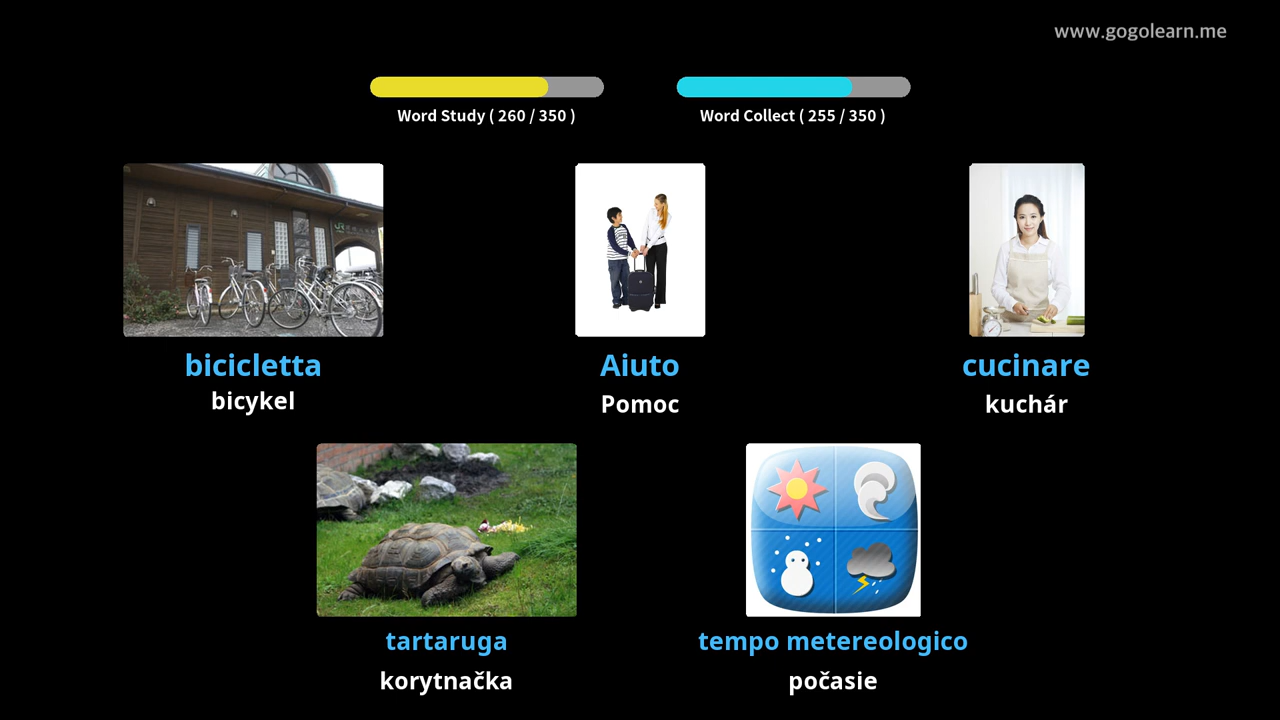 www.gogolearn.me
Word Study ( 260 / 350 )
Word Collect ( 255 / 350 )
JR
bicicletta
Aiuto
cucinare
bicykel
Pomoc
kuchár
tartaruga
tempo metereologico
korytnačka
počasie